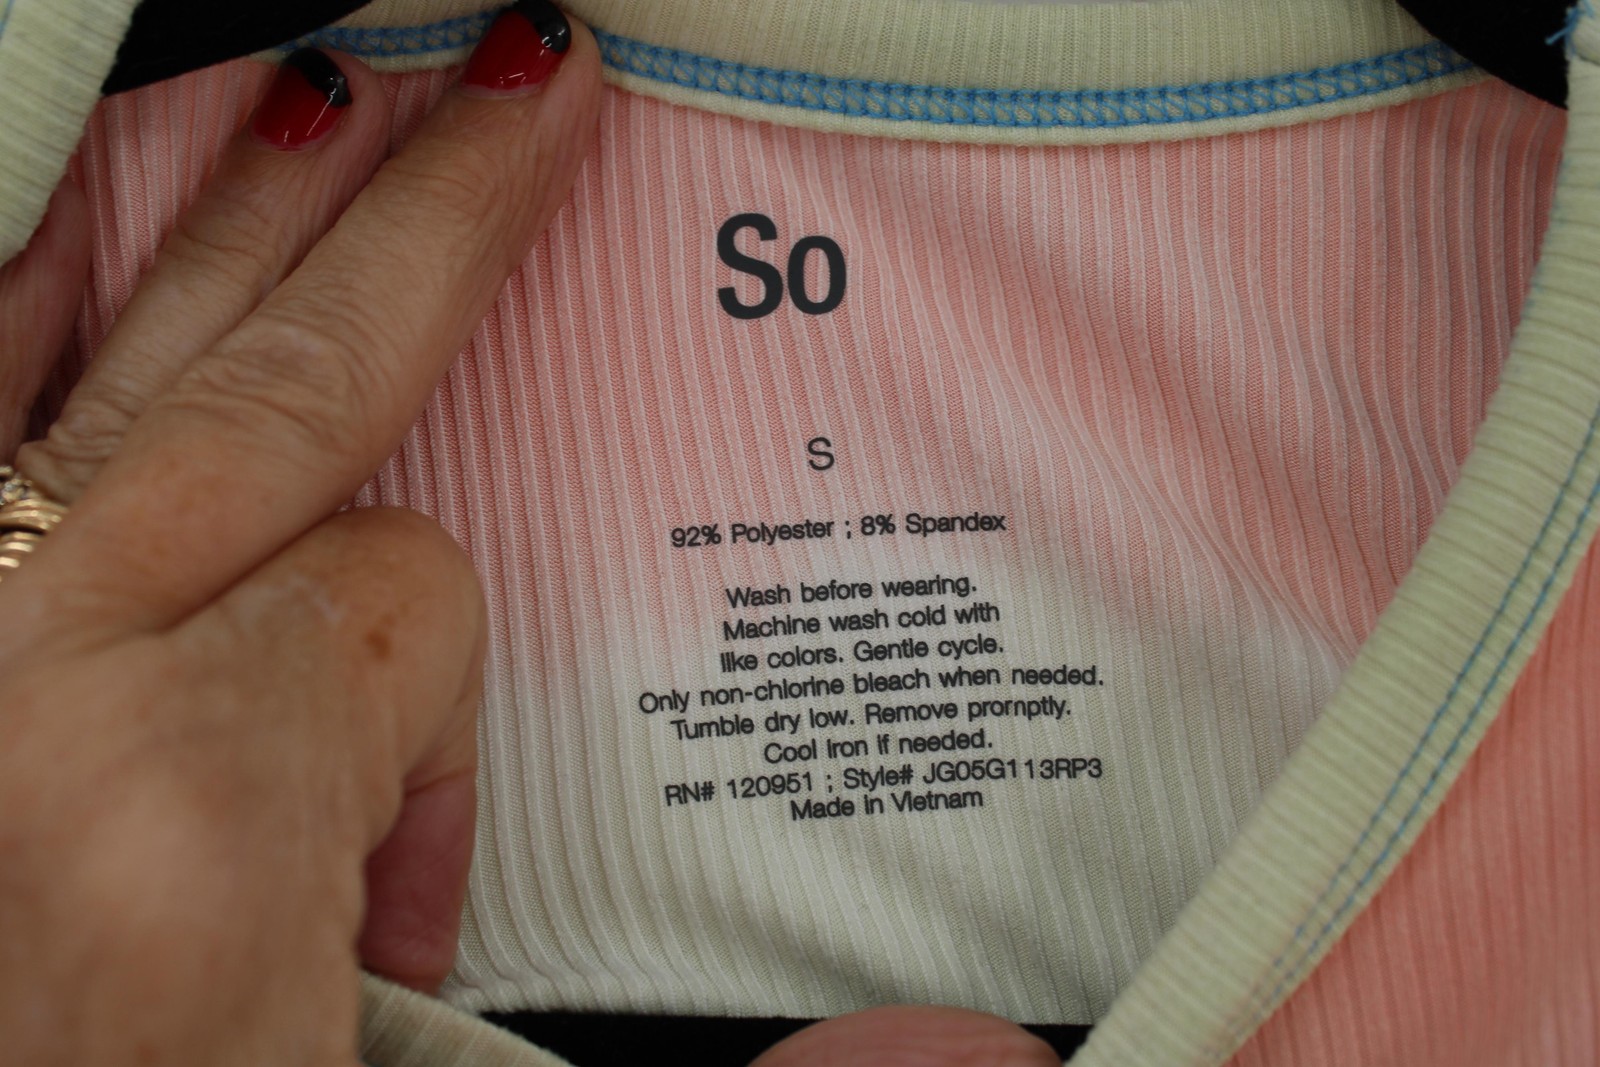 So
S
92% Polyester ; 8% Spandex
Wash before wearing.
Machine wash cold with
like colors. Gentle cycle.
Only non-chlorine bleach when needed.
Tumble dry low. Remove promptly.
Cool Iron if needed.
RN# 120951 ; Style# JG05G113RP3
Made in Vietnam